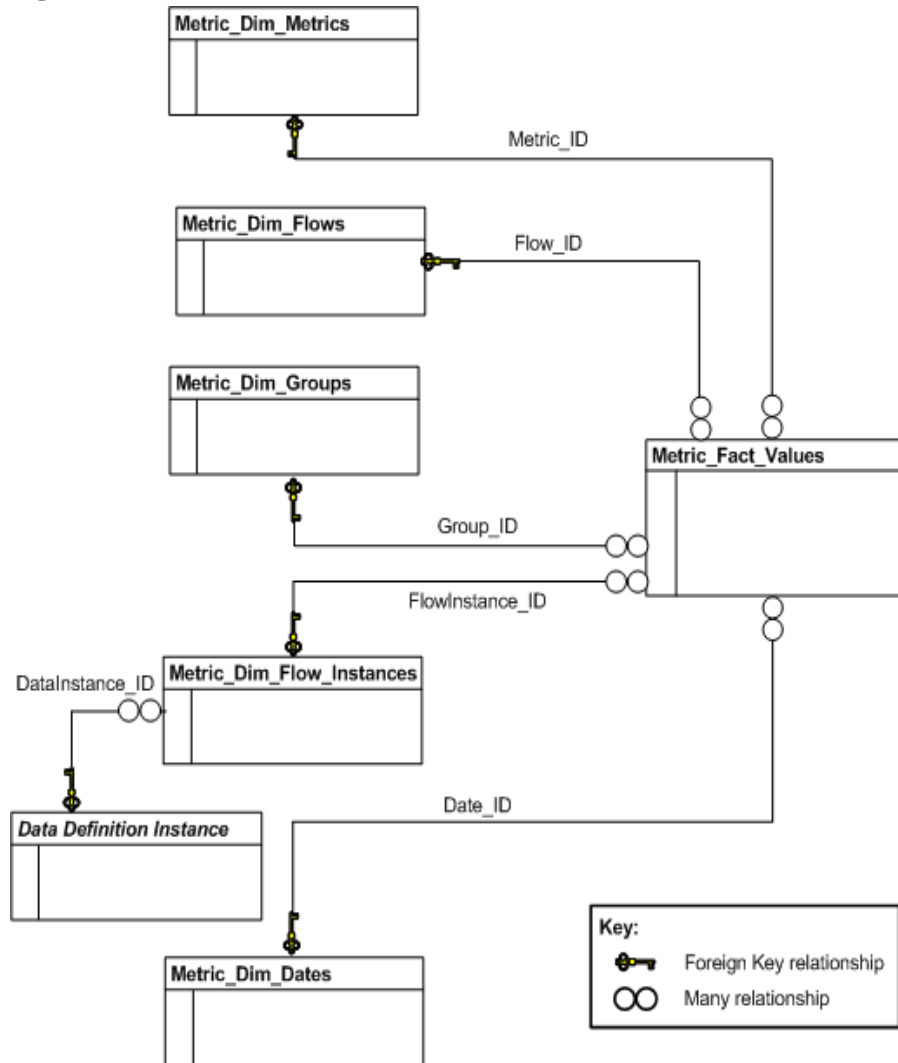 Metric_Dim_Metrics
Metric_ID
Metric_Dim_Flows
Flow_ID
Metric_Dim_Groups
Metric_Fact_Values
Group_ID
FlowInstance_ID
Metric_Dim_Flow_Instances
DataInstance_ID
Data Definition Instance
Date_ID
Metric_Dim_Dates
Key:
Foreign Key relationship
Many relationship